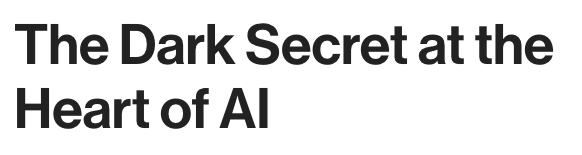 The Dark Secret at the
Heart of AI